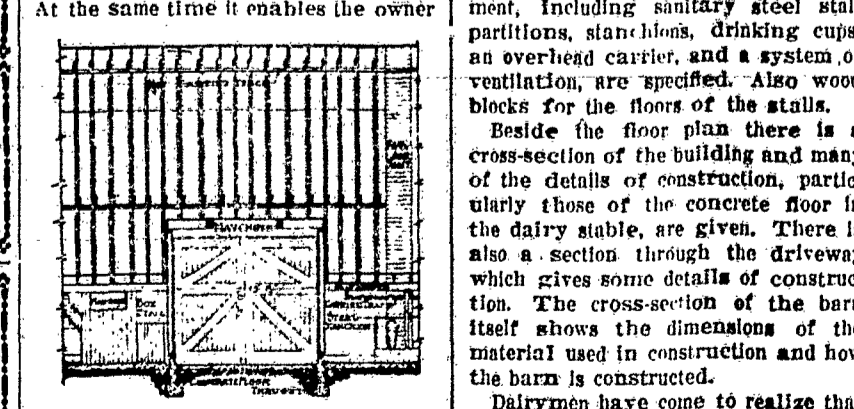 At the same time it enables the owner
HAYCHUTE
BOX
STALL
CONCRETE FLOOR
THRUOUT
ment, including sanitary steel stall
partitions, stanchions, drinking cups,
an overhead carrier, and a system o
ventilation, are specified. Also woo
blocks for the floors of the stalls.
Beside the floor plan there is a
cross-section of the building and many
of the details of construction, partic
ularly those of the concrete floor i
the dairy stable, are given. There i
also a section through the driveway
which gives some details of construc
tion. The cross-section of the barn
itself shows the dimensions of the
material used in construction and how
the barn is constructed.
Dairymen have come to realize tha